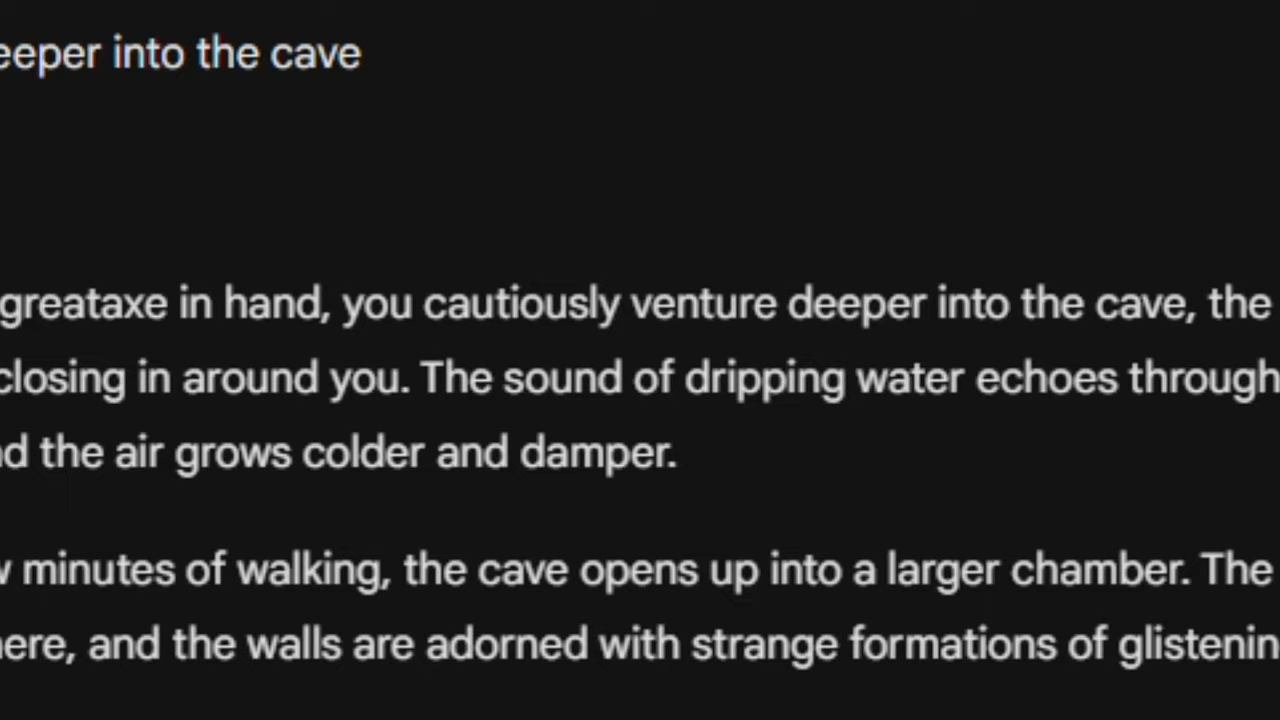 eeper into the cave
greataxe in hand, you cautiously venture deeper into the cave, the
closing in around you. The sound of dripping water echoes through
d the air grows colder and damper.
minutes of walking, the cave opens up into a larger chamber. The
ere, and the walls are adorned with strange formations of glistenin